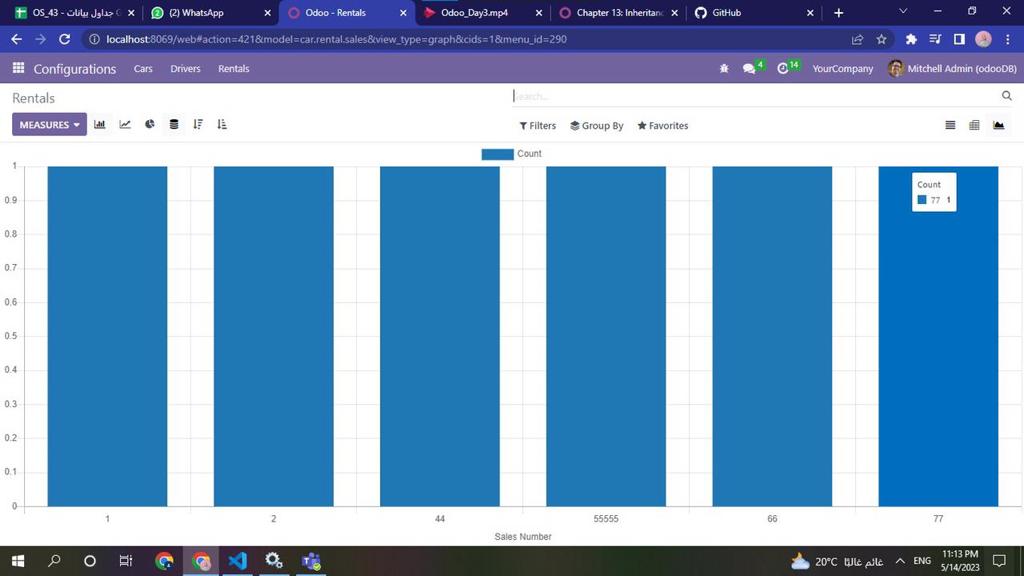 OS_43 - جداول بيانات G
(2) WhatsApp
Odoo - Rentals
Odoo_Day3.mp4
Chapter 13: Inheritanc
GitHub
localhost:8069/web#action=421&model=car.rental.sales&view_type=graph&cids=1&menu_id=290
Configurations Cars Drivers Rentals
4 14 YourCompany Mitchell Admin (odooDB)
Rentals
Search...
MEASURES
Filters Group By Favorites
Count
1
0.9
0.8
0.7
0.6
0.5
0.4
0.3
0.2
0.1
0
Count
77 1
1 2 44 55555 66 77
Sales Number
20°C غائم غالبًا ENG
11:13 PM
5/14/2023